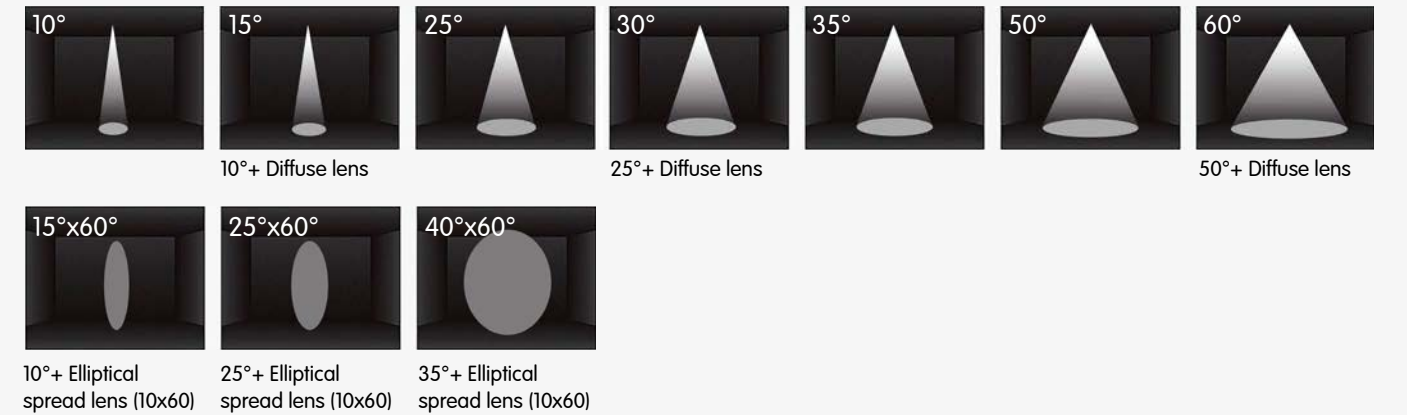 10° 15° 25° 30° 35° 50° 60°
10°+ Diffuse lens 25°+ Diffuse lens 50°+ Diffuse lens
15°x60° 25°x60° 40°x60°
10°+ Elliptical 25°+ Elliptical 35°+ Elliptical
spread lens (10x60) spread lens (10x60) spread lens (10x60)